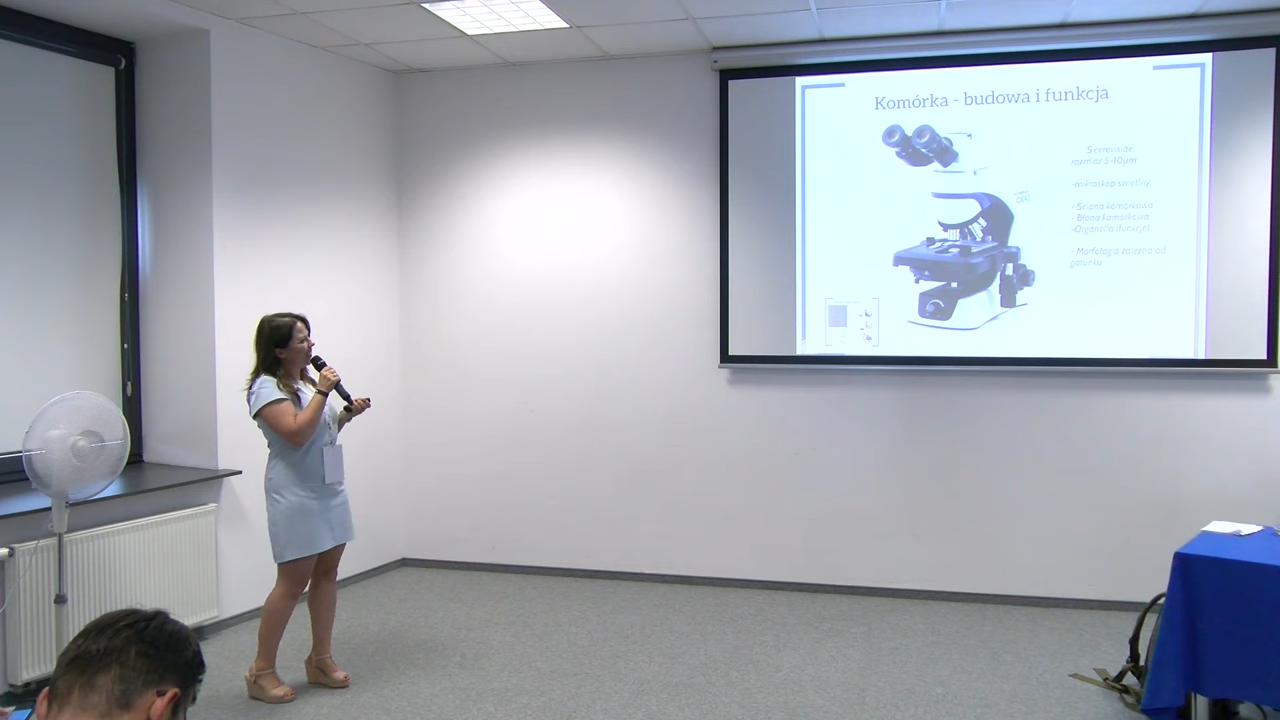 Komórka - budowa i funkcja
S.cerevisiae
rozmiar 5-10µm
-mikroskop świetlny
- Ściana komórkowa
- Błona komórkowa
-Organella (funkcje)
- Morfologia zależna od
gatunku